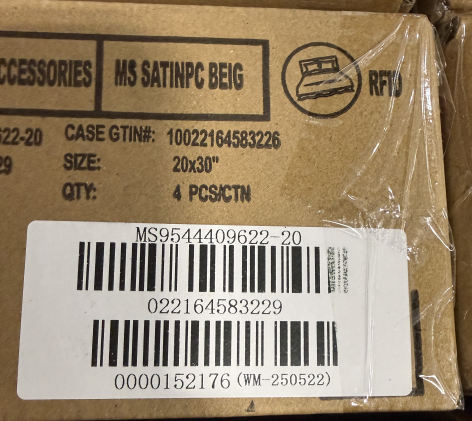 CCESSORIES MS SATINPC BEIG RFID
622-20 CASE GTIN#: 10022164583226
29 SIZE: 20x30"
QTY: 4 PCS/CTN
MS9544409622-20
022164583229
0000152176 (WM-250522)